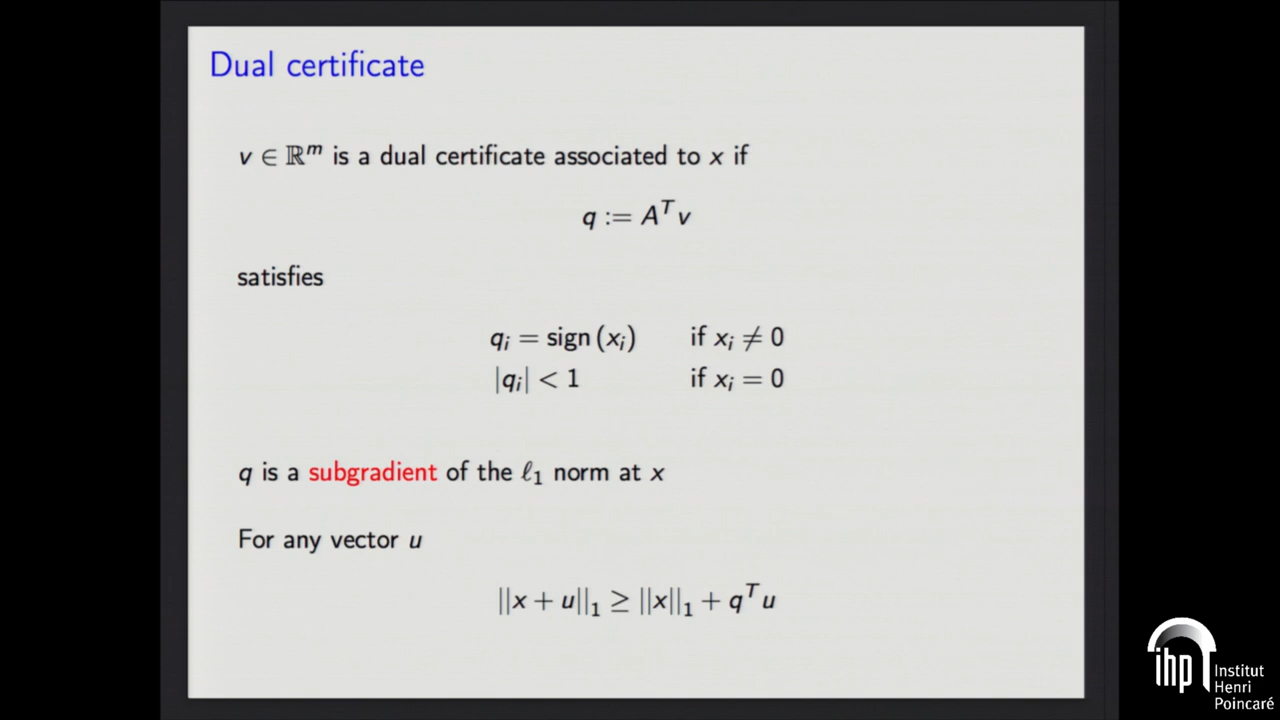 Dual certificate
v ∈ ℝ^m is a dual certificate associated to x if
q := A^T v
satisfies
q_i = sign (x_i) if x_i ≠ 0
|q_i| < 1 if x_i = 0
q is a subgradient of the ℓ_1 norm at x
For any vector u
||x + u||_1 ≥ ||x||_1 + q^T u
ihp
Institut
Henri
Poincaré